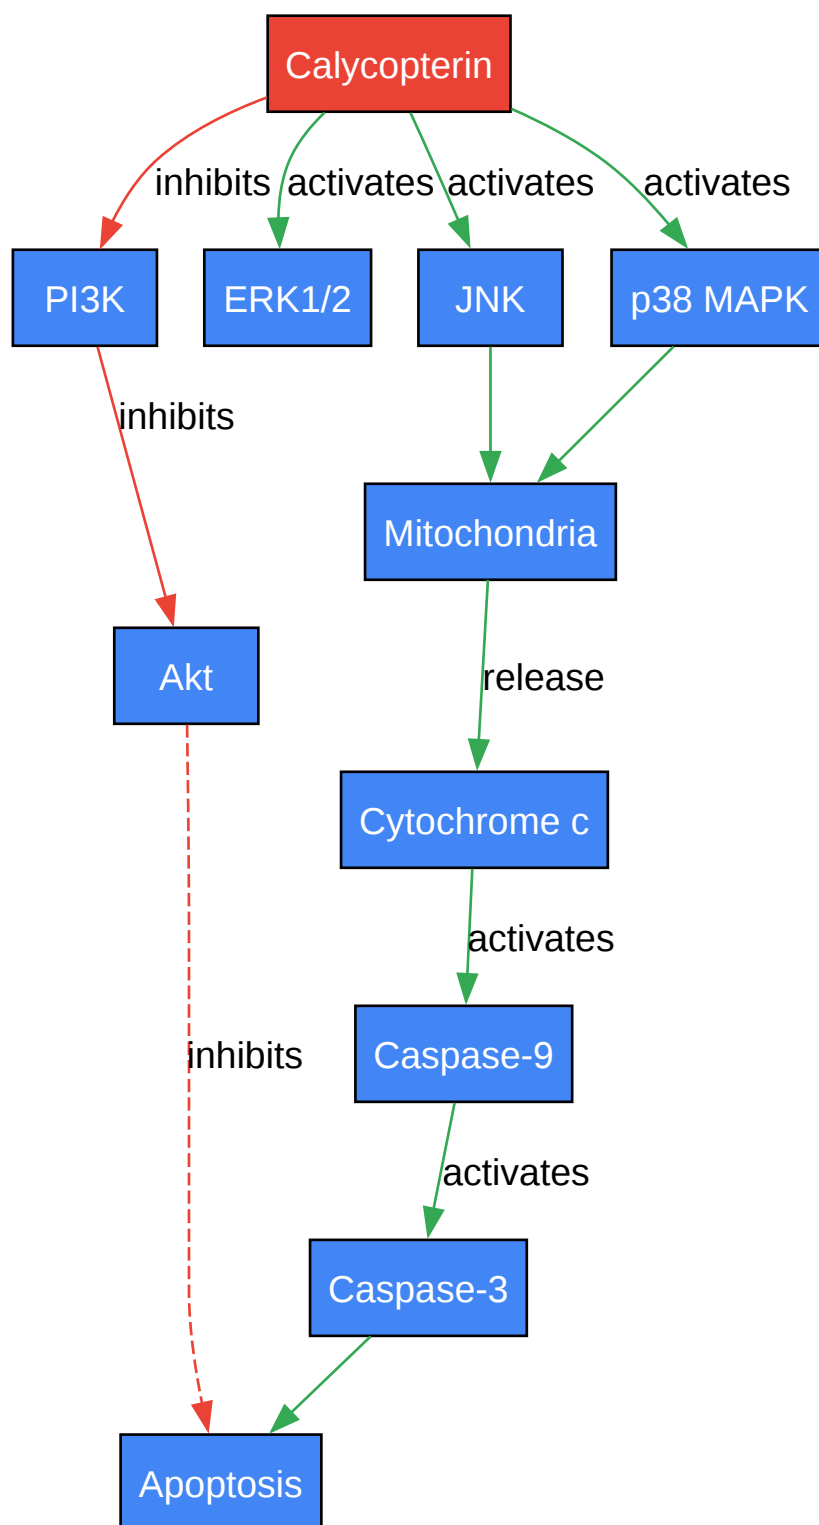 Calycopterin
inhibits
activates
activates
activates
PI3K
ERK1/2
JNK
p38 MAPK
inhibits
Mitochondria
Akt
release
Cytochrome c
activates
Caspase-9
inhibits
activates
Caspase-3
Apoptosis